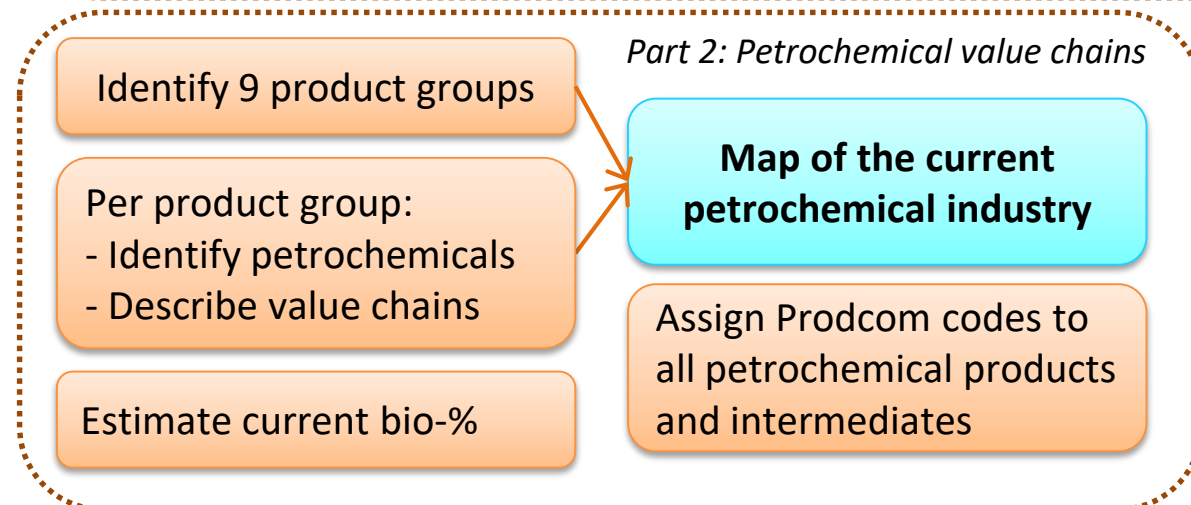 Part 2: Petrochemical value chains
Identify 9 product groups
Per product group:
- Identify petrochemicals
- Describe value chains
Estimate current bio-%
Map of the current
petrochemical industry
Assign Prodcom codes to
all petrochemical products
and intermediates